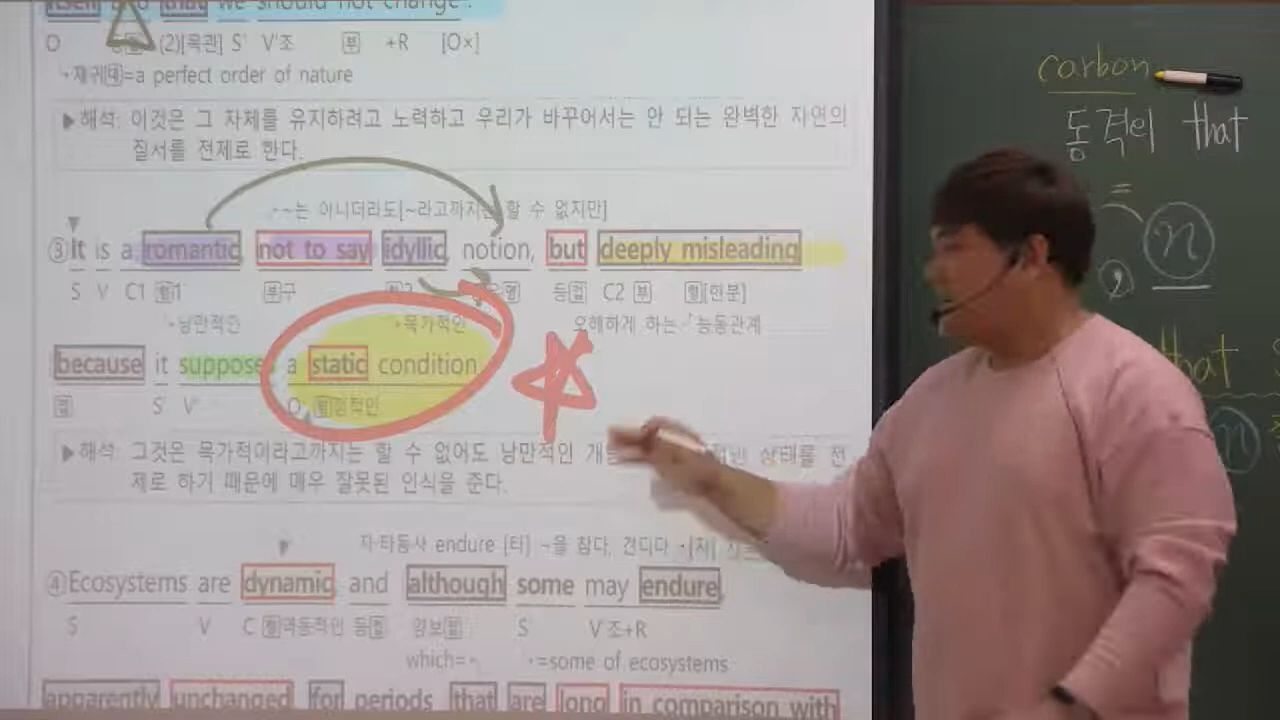 itself and that we should not change.
O (2)[목관] S' V'조 부 +R [O×]
재귀대=a perfect order of nature
▶해석: 이것은 그 자체를 유지하려고 노력하고 우리가 바꾸어서는 안 되는 완벽한 자연의
질서를 전제로 한다.
~는 아니더라도[~라고까지는 할 수 없지만]
③It is a romantic, not to say idyllic, notion, but deeply misleading
S V C1 형1 부구 등접 C2 부 형[현분]
낭만적인 목가적인 오해하게 하는 능동관계
because it supposes a static condition.
접 S' V' O 형정적인
▶해석: 그것은 목가적이라고까지는 할 수 없어도 낭만적인 상태를 전
제로 하기 때문에 매우 잘못된 인식을 준다.
자·타동사 endure [타] ~을 참다, 견디다
④Ecosystems are dynamic, and although some may endure,
S V C 형역동적인 등접 양보접 S V'조+R
which= =some of ecosystems
apparently unchanged for periods that are long in comparison with
carbon
동격의 that
=
n
that S
n